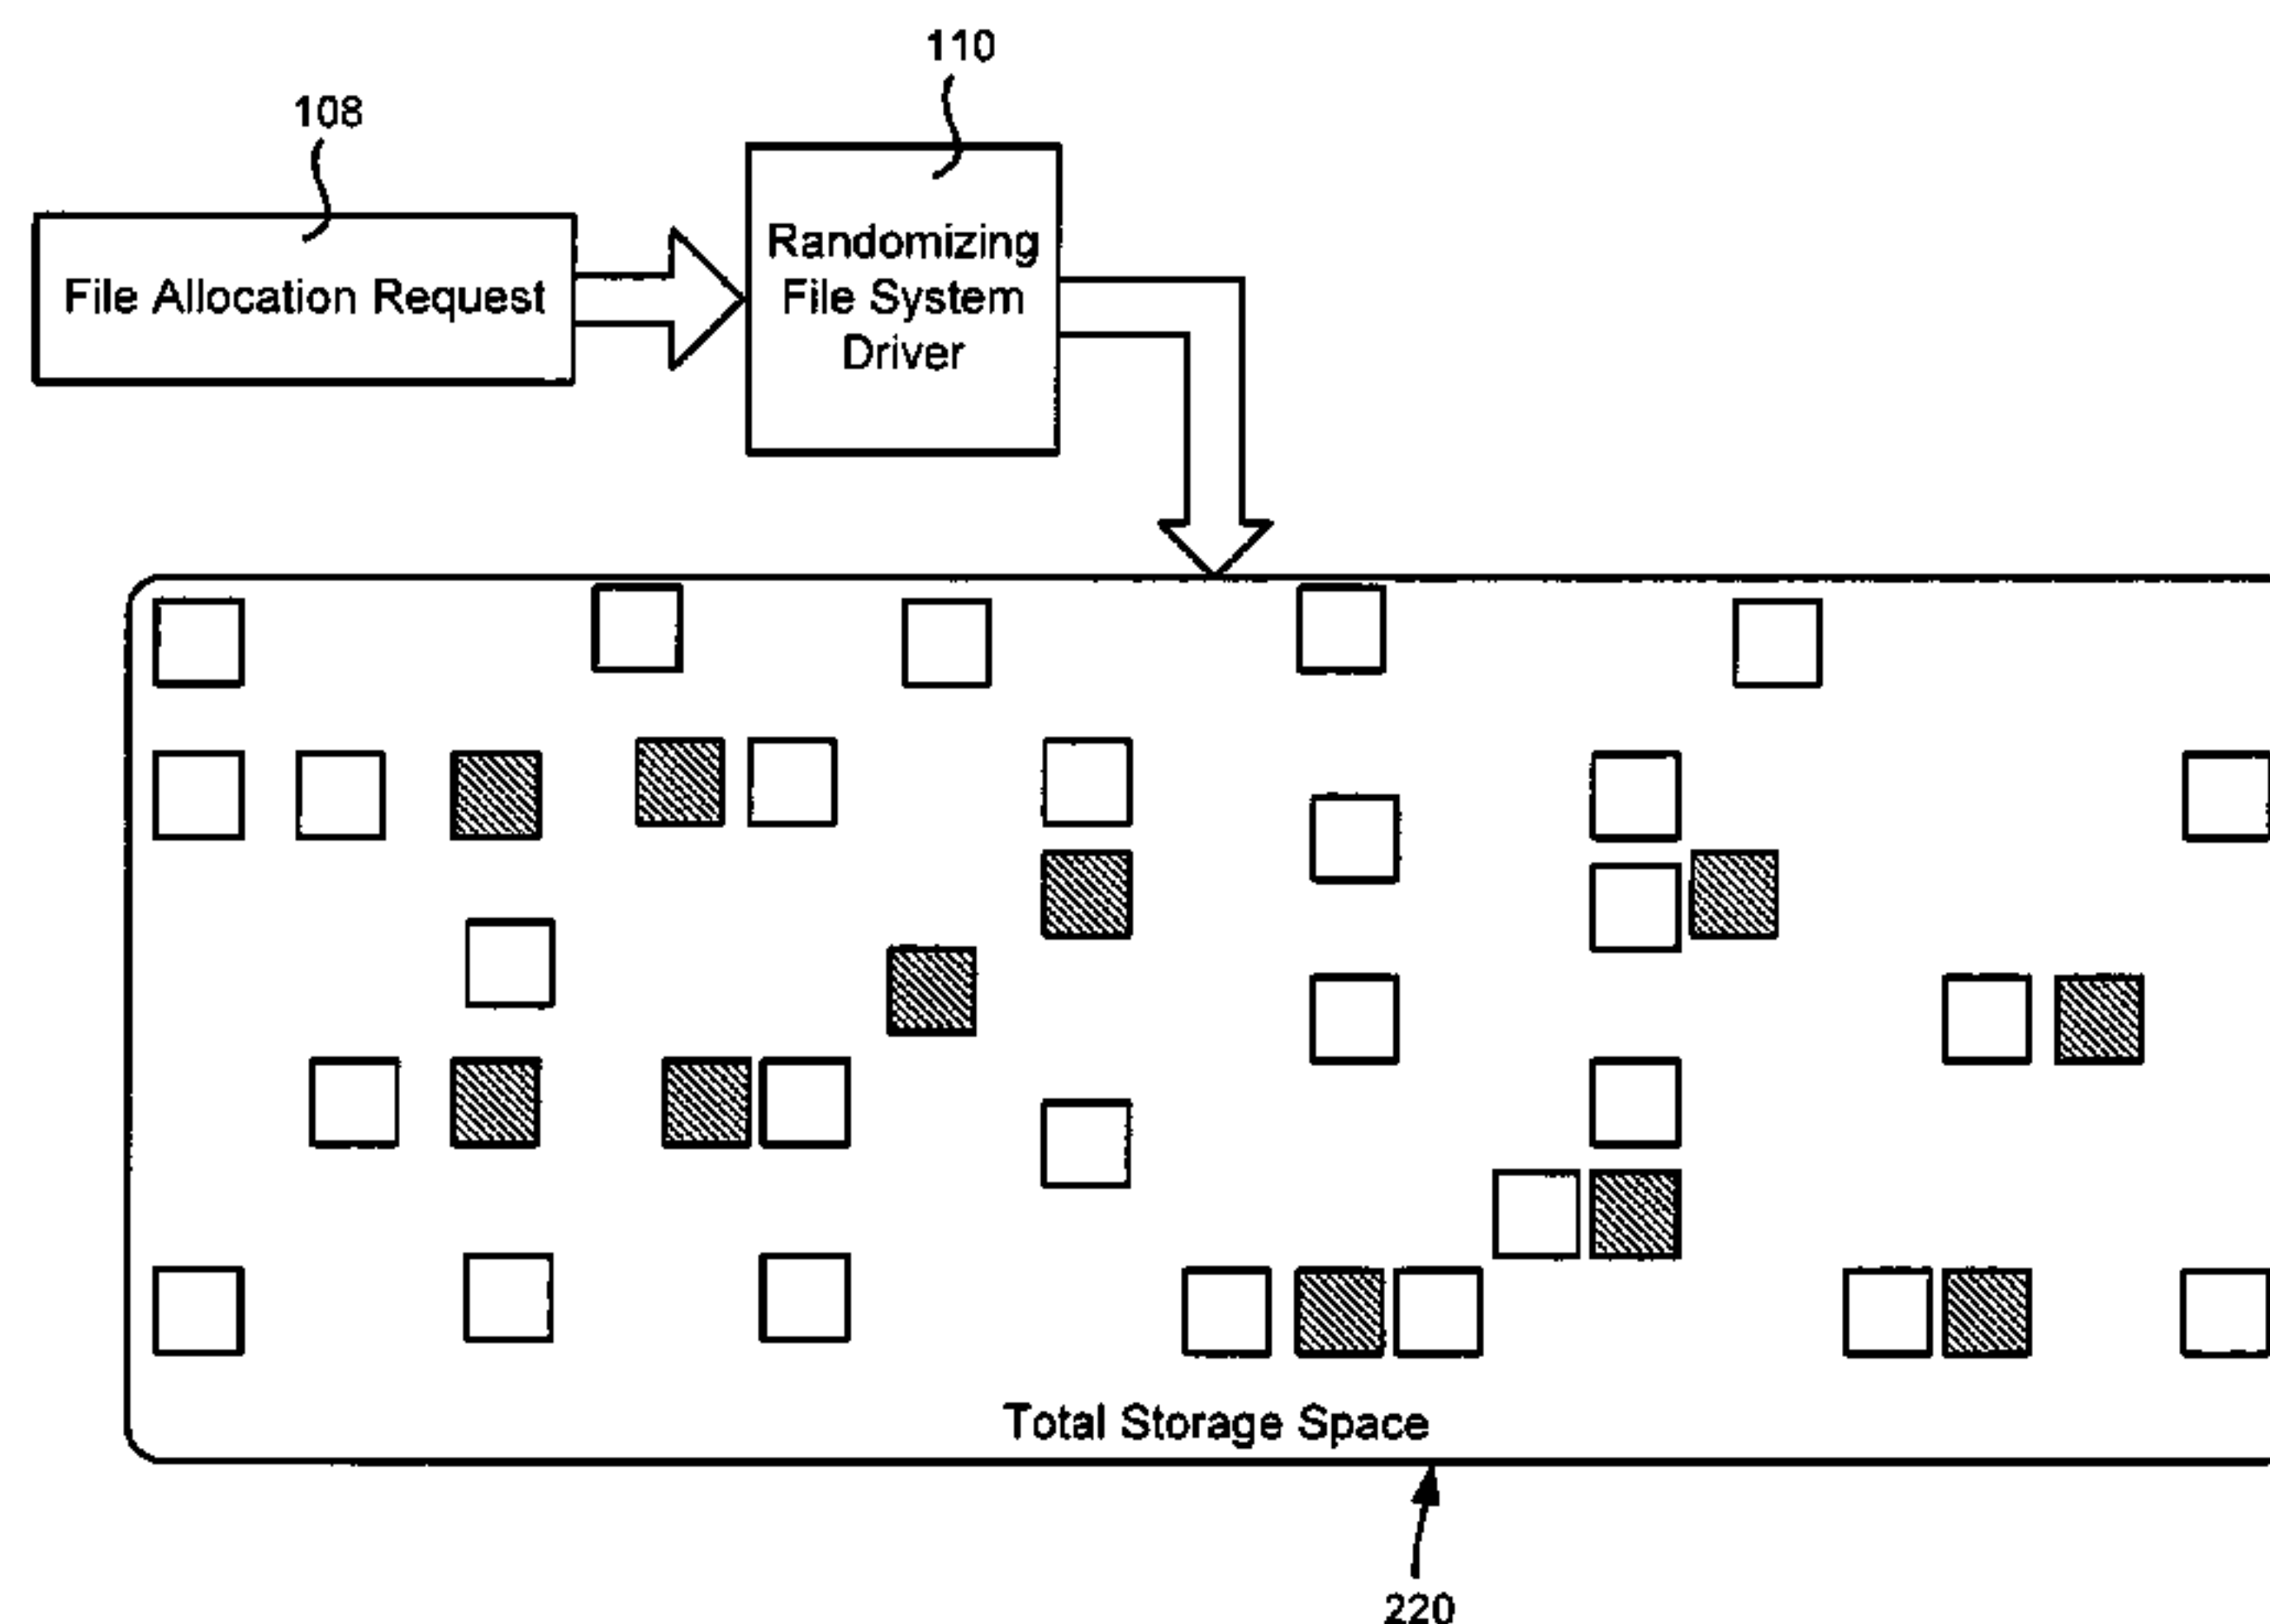 110
108
Randomizing
File System
Driver
File Allocation Request
Total Storage Space
220